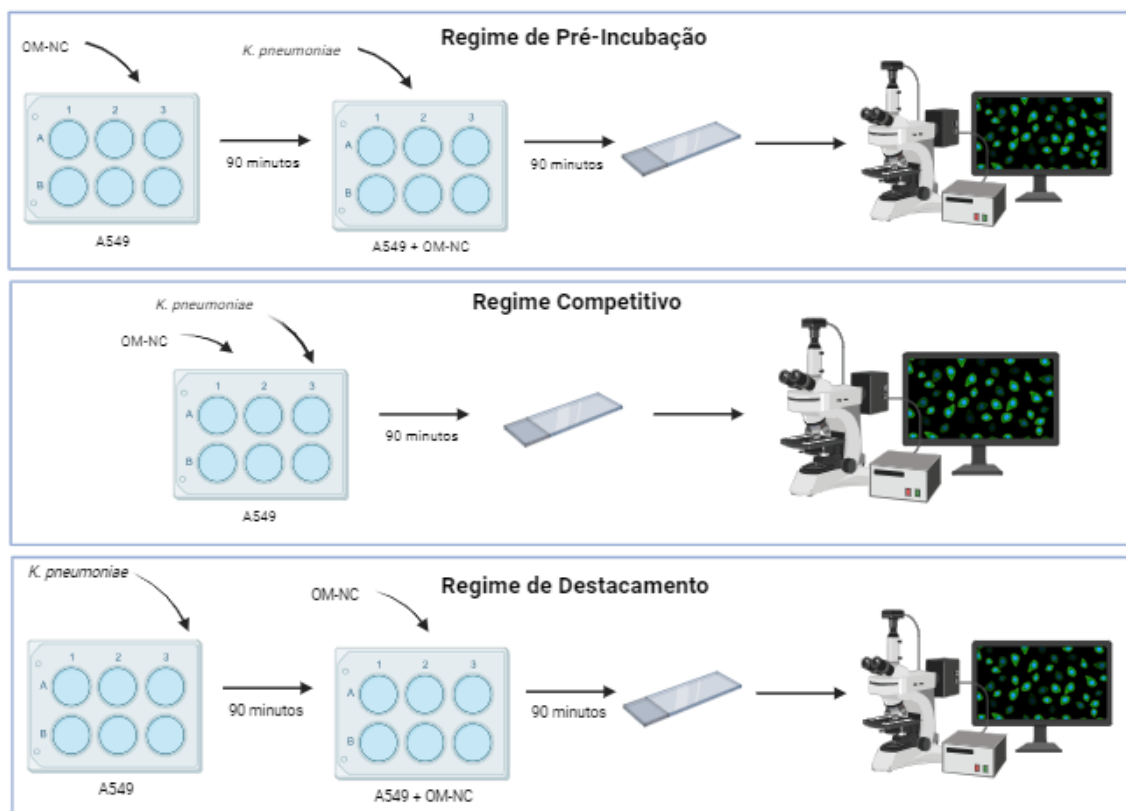 Regime de Pré-Incubação
OM-NC
K. pneumoniae
1 2 3
A
B
A549
90 minutos
1 2 3
A
B
A549 + OM-NC
90 minutos
Regime Competitivo
K. pneumoniae
OM-NC
1 2 3
A
B
A549
90 minutos
Regime de Destacamento
K. pneumoniae
OM-NC
1 2 3
A
B
A549
90 minutos
1 2 3
A
B
A549 + OM-NC
90 minutos